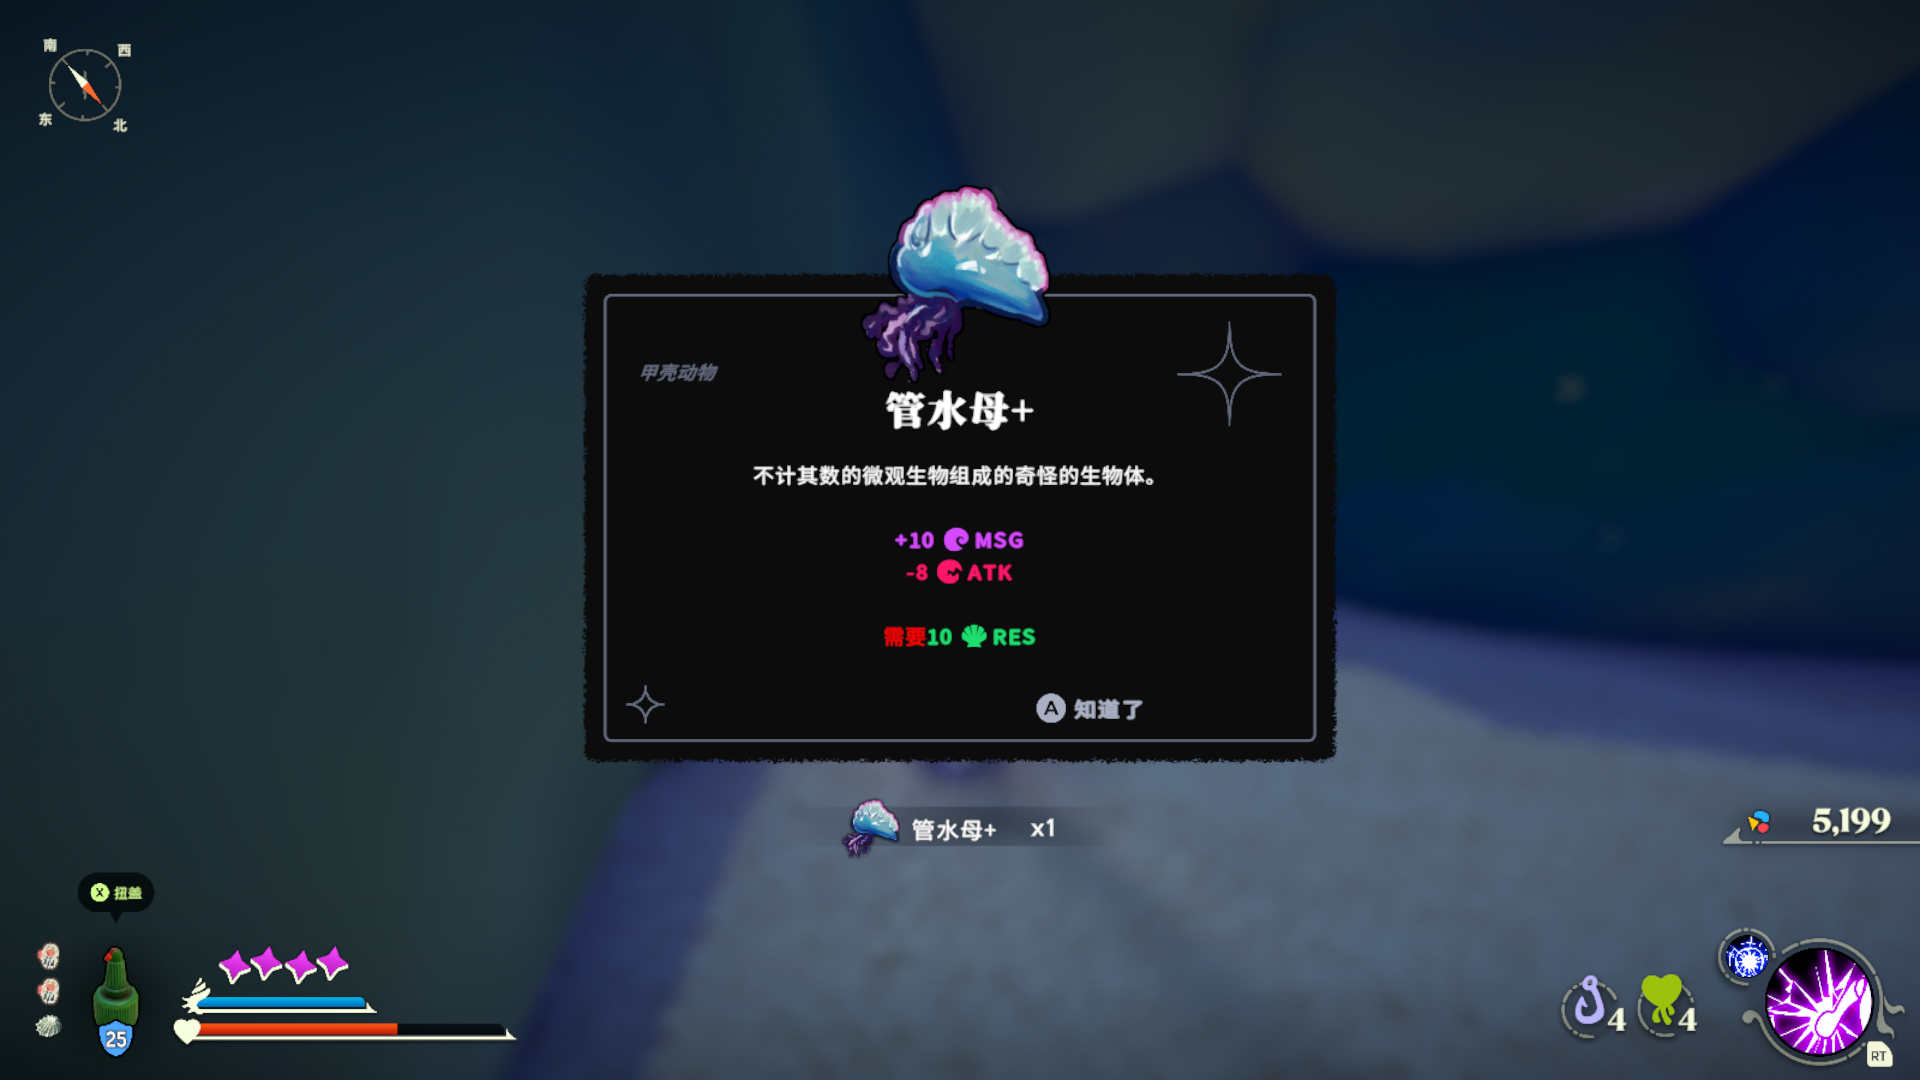 南
西
东
北
甲壳动物
管水母+
不计其数的微观生物组成的奇怪的生物体。
+10 MSG
-8 ATK
需要10 RES
A 知道了
管水母+ x1
5,199
X 扭盖
25
4
4
RT